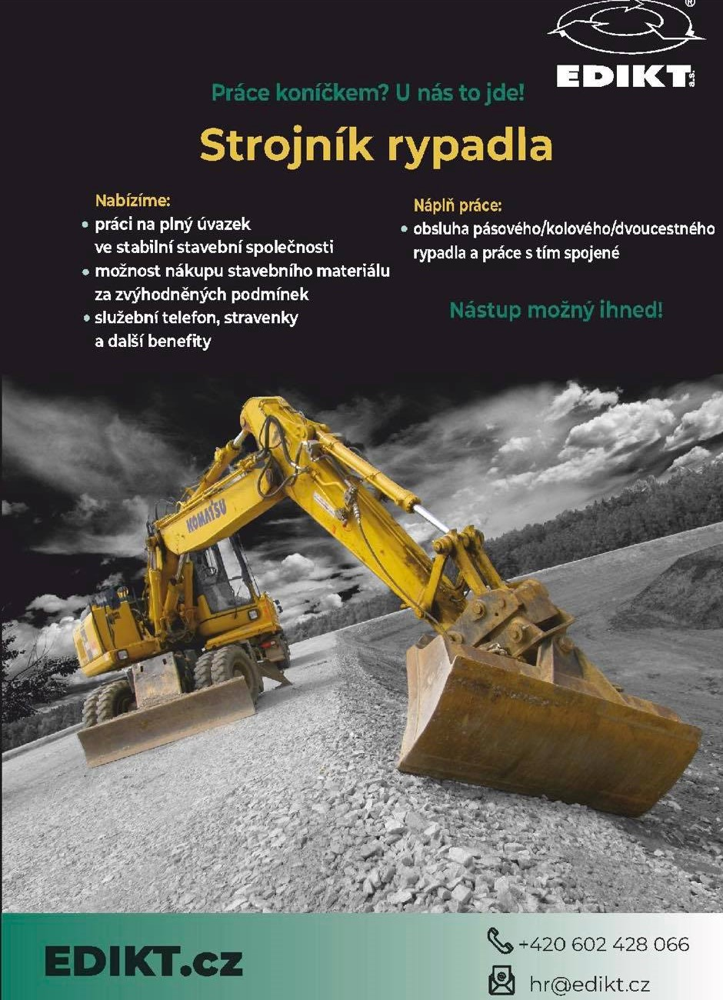 ®
EDIKT a.s.
Práce koníčkem? U nás to jde!
Strojník rypadla
Nabízíme:
• práci na plný úvazek
ve stabilní stavební společnosti
• možnost nákupu stavebního materiálu
za zvýhodněných podmínek
• služební telefon, stravenky
a další benefity
Náplň práce:
• obsluha pásového/kolového/dvoucestného
rypadla a práce s tím spojené
Nástup možný ihned!
KOMATSU
EDIKT.cz
+420 602 428 066
hr@edikt.cz